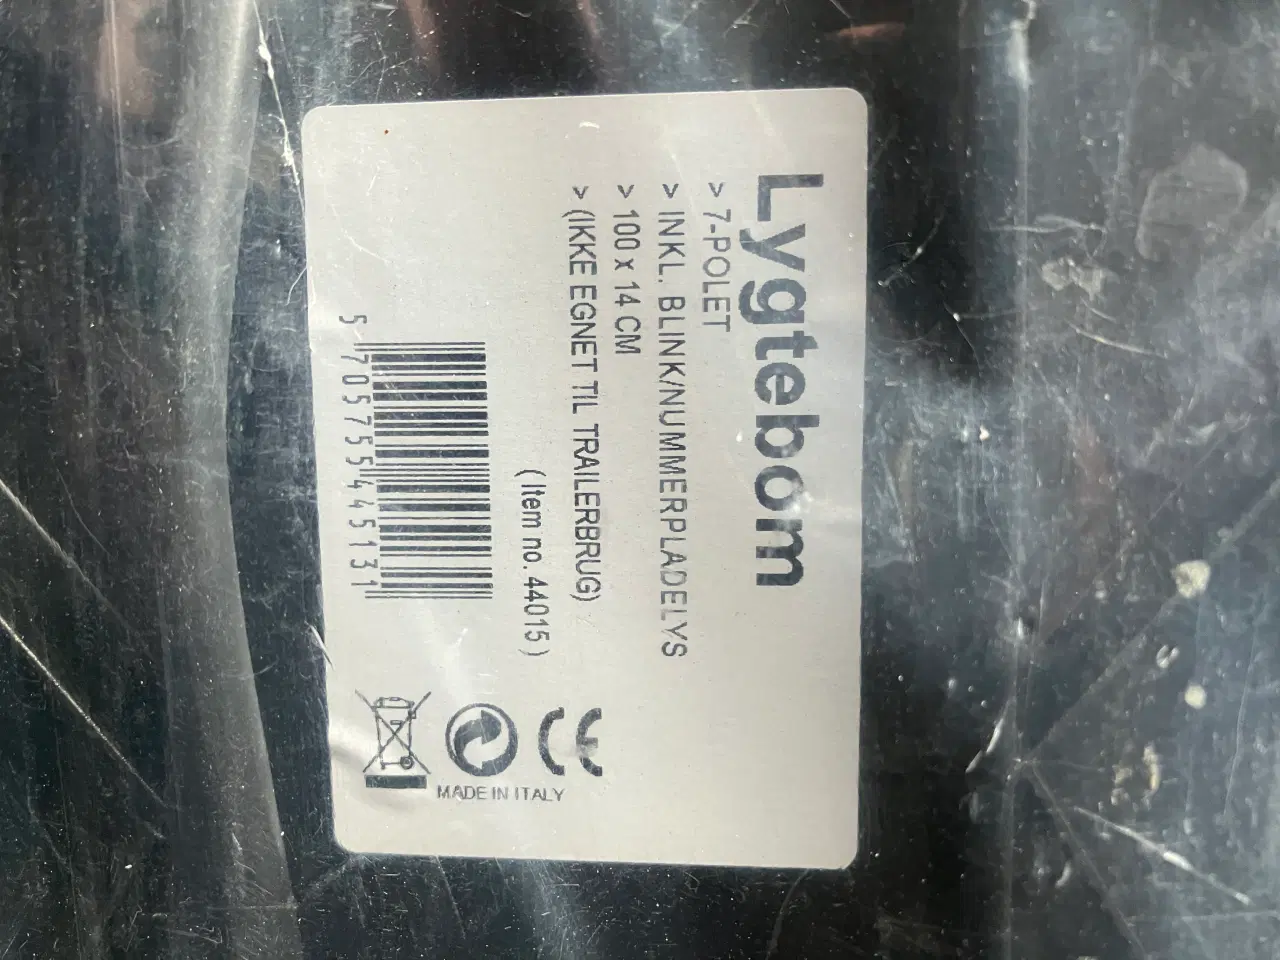 Lygtebom
> 7-POLET
> INKL. BLINK/NUMMERPLADELYS
> 100 x 14 CM
> (IKKE EGNET TIL TRAILERBRUG)
( Item no. 44015 )
5 705755 445131
CE
MADE IN ITALY